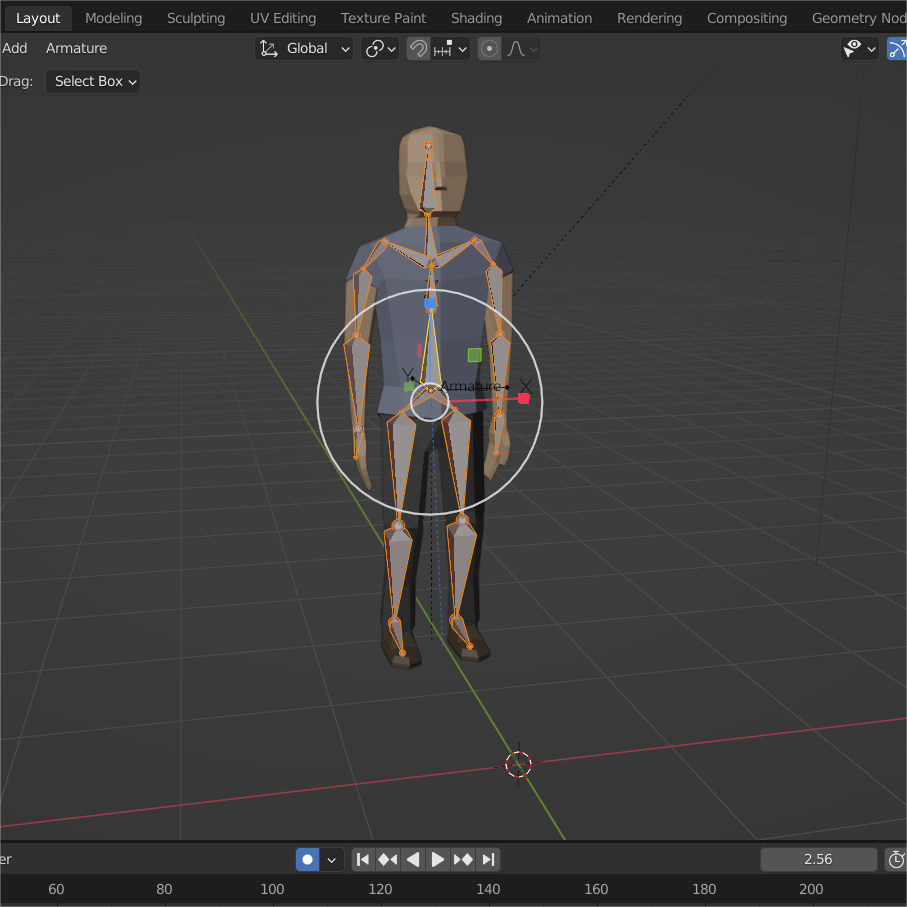 Layout Modeling Sculpting UV Editing Texture Paint Shading Animation Rendering Compositing Geometry Nod
Add Armature Global
Drag: Select Box
Y Armature X
er 2.56
60 80 100 120 140 160 180 200